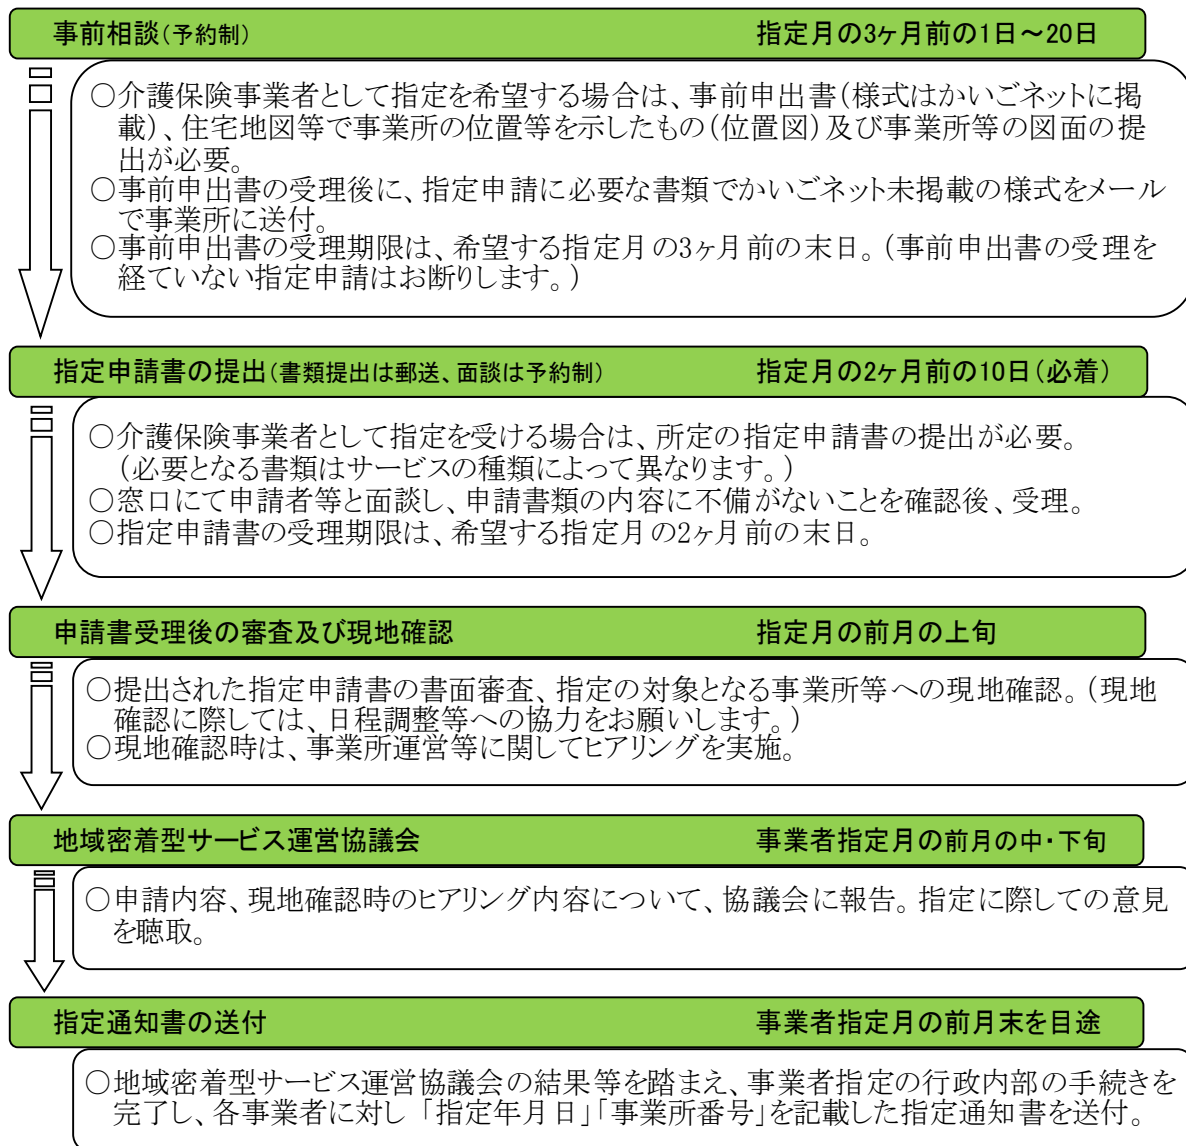 事前相談(予約制) 指定月の3ヶ月前の1日～20日
○介護保険事業者として指定を希望する場合は、事前申出書(様式はかいごネットに掲
載)、住宅地図等で事業所の位置等を示したもの(位置図)及び事業所等の図面の提
出が必要。
○事前申出書の受理後に、指定申請に必要な書類でかいごネット未掲載の様式をメール
で事業所に送付。
○事前申出書の受理期限は、希望する指定月の3ヶ月前の末日。(事前申出書の受理を
経ていない指定申請はお断りします。)
指定申請書の提出(書類提出は郵送、面談は予約制) 指定月の2ヶ月前の10日(必着)
○介護保険事業者として指定を受ける場合は、所定の指定申請書の提出が必要。
(必要となる書類はサービスの種類によって異なります。)
○窓口にて申請者等と面談し、申請書類の内容に不備がないことを確認後、受理。
○指定申請書の受理期限は、希望する指定月の2ヶ月前の末日。
申請書受理後の審査及び現地確認 指定月の前月の上旬
○提出された指定申請書の書面審査、指定の対象となる事業所等への現地確認。(現地
確認に際しては、日程調整等への協力をお願いします。)
○現地確認時は、事業所運営等に関してヒアリングを実施。
地域密着型サービス運営協議会 事業者指定月の前月の中・下旬
○申請内容、現地確認時のヒアリング内容について、協議会に報告。指定に際しての意見
を聴取。
指定通知書の送付 事業者指定月の前月末を目途
○地域密着型サービス運営協議会の結果等を踏まえ、事業者指定の行政内部の手続きを
完了し、各事業者に対し「指定年月日」「事業所番号」を記載した指定通知書を送付。